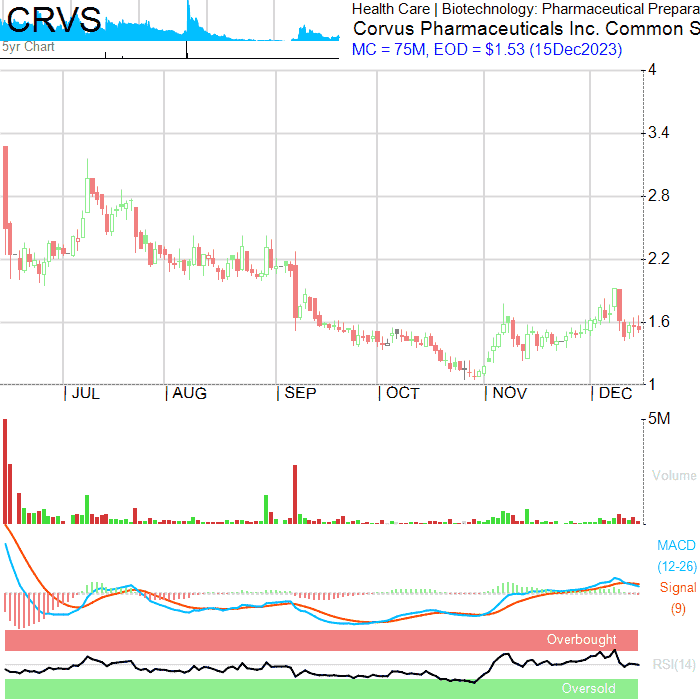 CRVS
5yr Chart
Health Care | Biotechnology: Pharmaceutical Prepara
Corvus Pharmaceuticals Inc. Common S
MC = 75M, EOD = $1.53 (15Dec2023)
4
3.4
2.8
2.2
1.6
1
JUL AUG SEP OCT NOV DEC
5M
Volume
MACD
(12-26)
Signal
(9)
Overbought
RSI(14)
Oversold